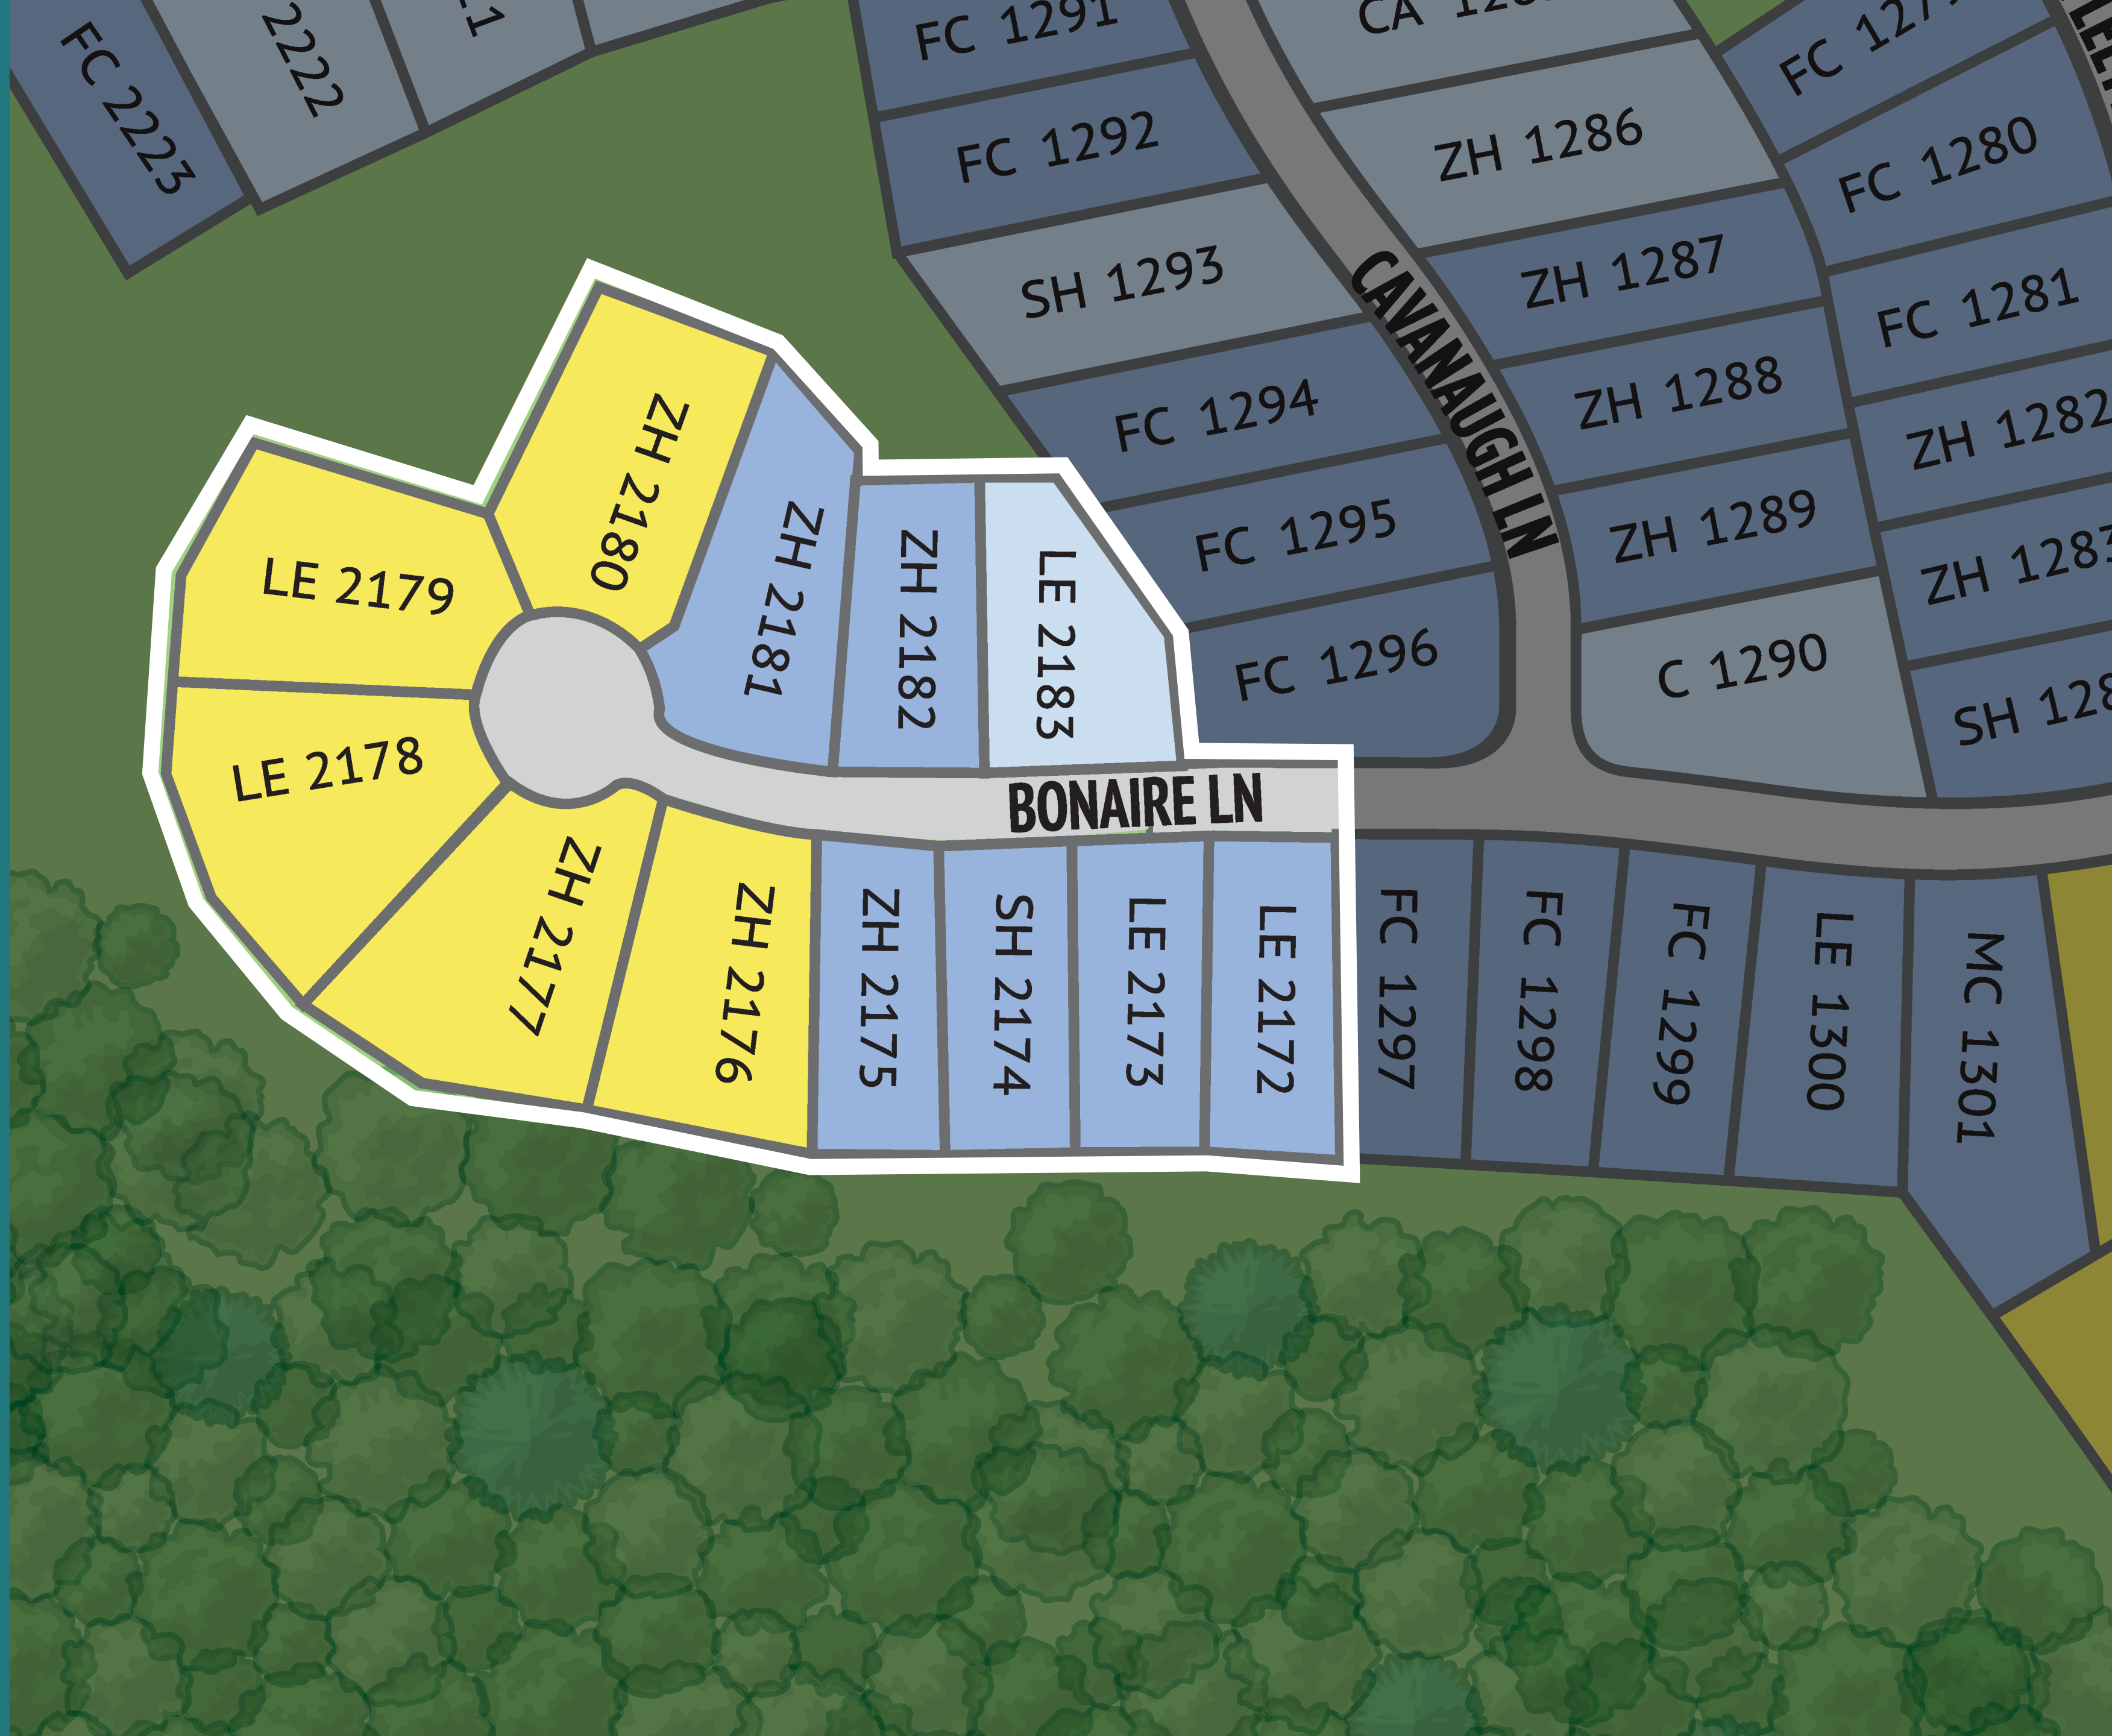 FC 2223
2222
FC 1291
FC 1292
SH 1293
FC 1294
FC 1295
FC 1296
CAVANAUGH LN
ZH 1286
ZH 1287
ZH 1288
ZH 1289
C 1290
FC 1280
FC 1281
ZH 1282
ZH 1283
LE 2179
ZH 2180
ZH 2181
ZH 2182
LE 2183
LE 2178
BONAIRE LN
ZH 2177
ZH 2176
ZH 2175
SH 2174
LE 2173
LE 2172
FC 1297
FC 1298
FC 1299
LE 1300
MC 1301